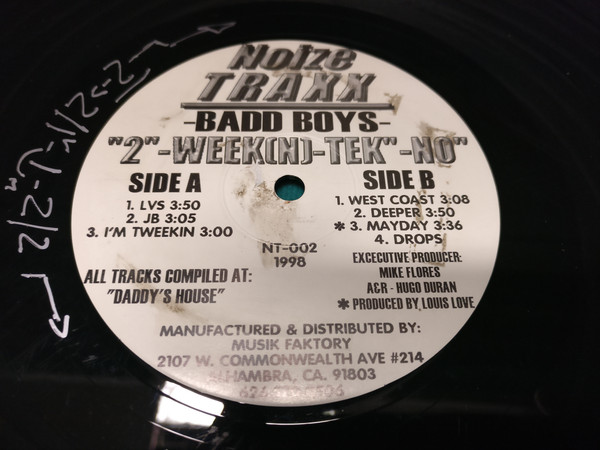 Noize
TRAXX
-BADD BOYS-
"2"-WEEK(N)-TEK"-NO"
SIDE A
1. LVS 3:50
2. JB 3:05
3. I'M TWEEKIN 3:00
SIDE B
1. WEST COAST 3:08
2. DEEPER 3:50
* 3. MAYDAY 3:36
4. DROPS
NT-002
1998
ALL TRACKS COMPILED AT:
"DADDY'S HOUSE"
EXCECUTIVE PRODUCER:
MIKE FLORES
A&R - HUGO DURAN
* PRODUCED BY LOUIS LOVE
MANUFACTURED & DISTRIBUTED BY:
MUSIK FAKTORY
2107 W. COMMONWEALTH AVE #214
ALHAMBRA, CA. 91803